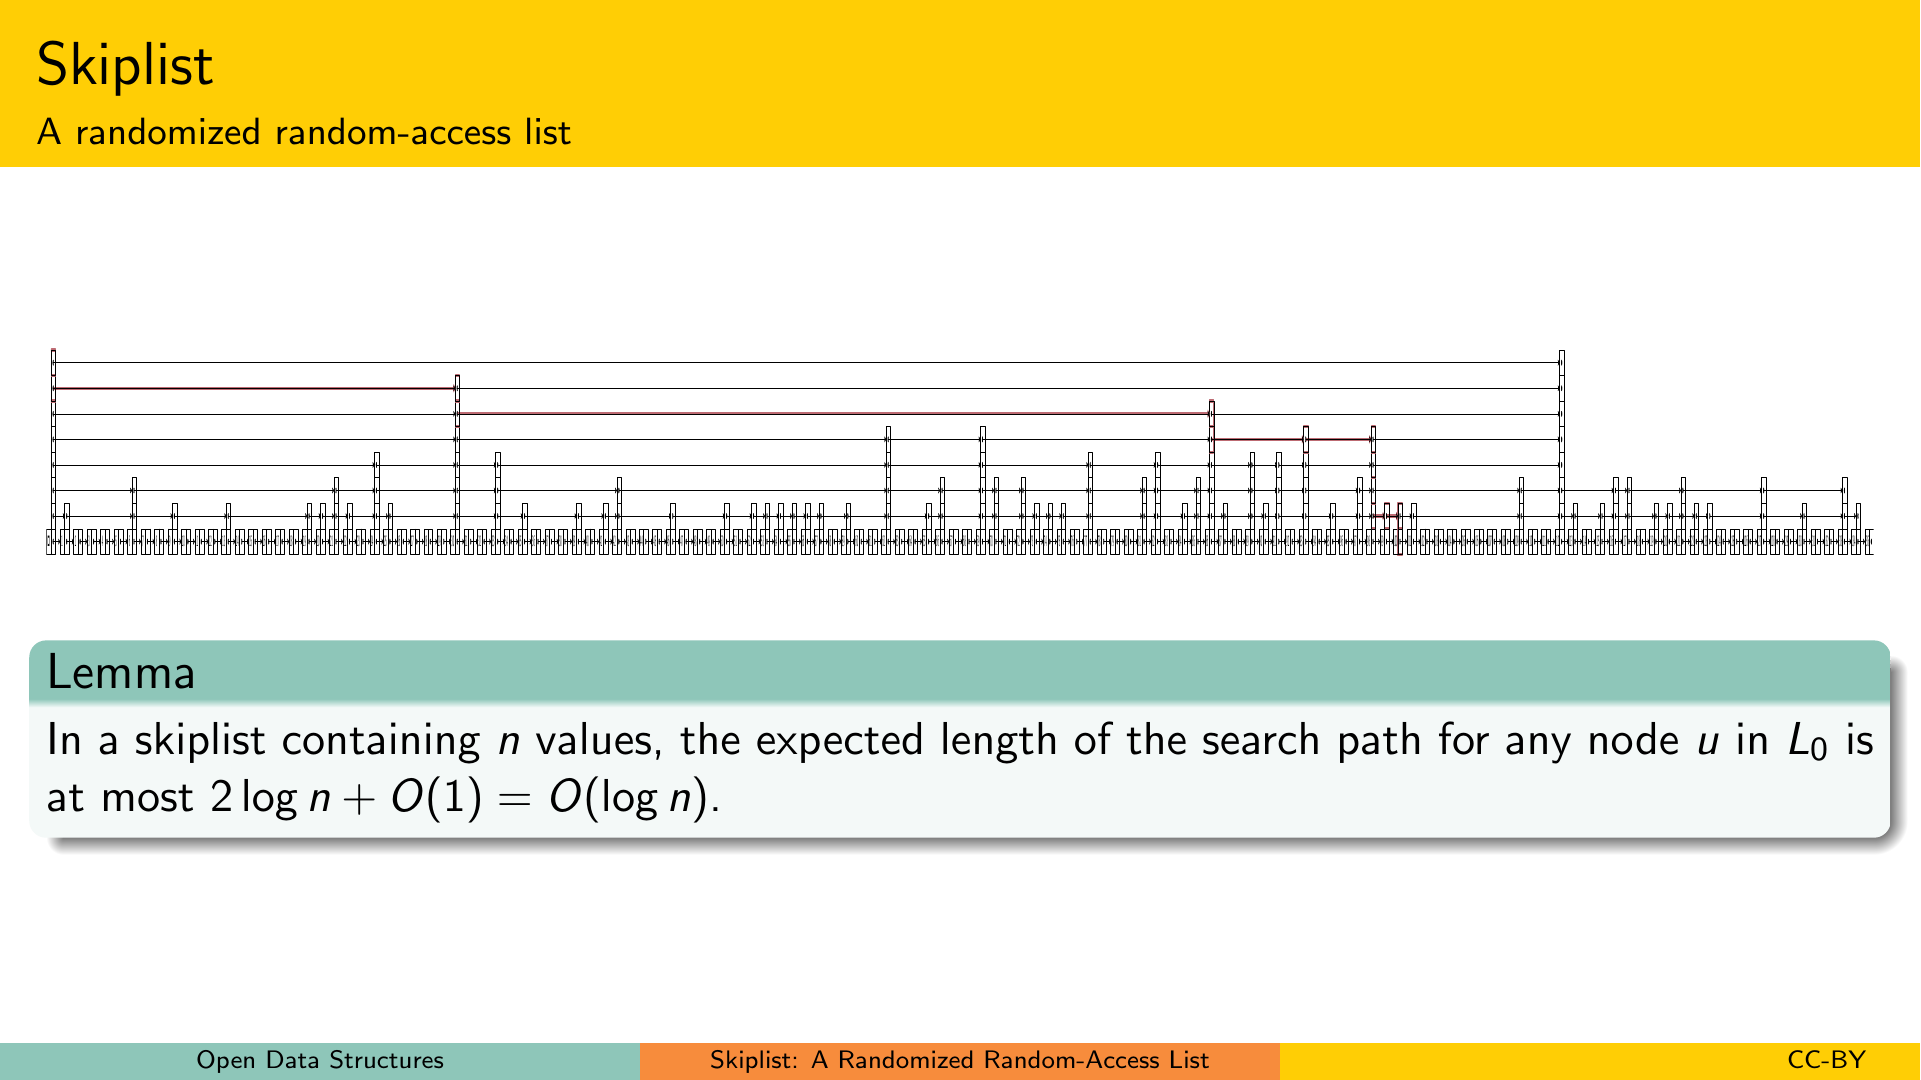 Skiplist
A randomized random-access list
Lemma
In a skiplist containing n values, the expected length of the search path for any node u in L₀ is
at most 2 log n + O(1) = O(log n).
Open Data Structures
Skiplist: A Randomized Random-Access List
CC-BY